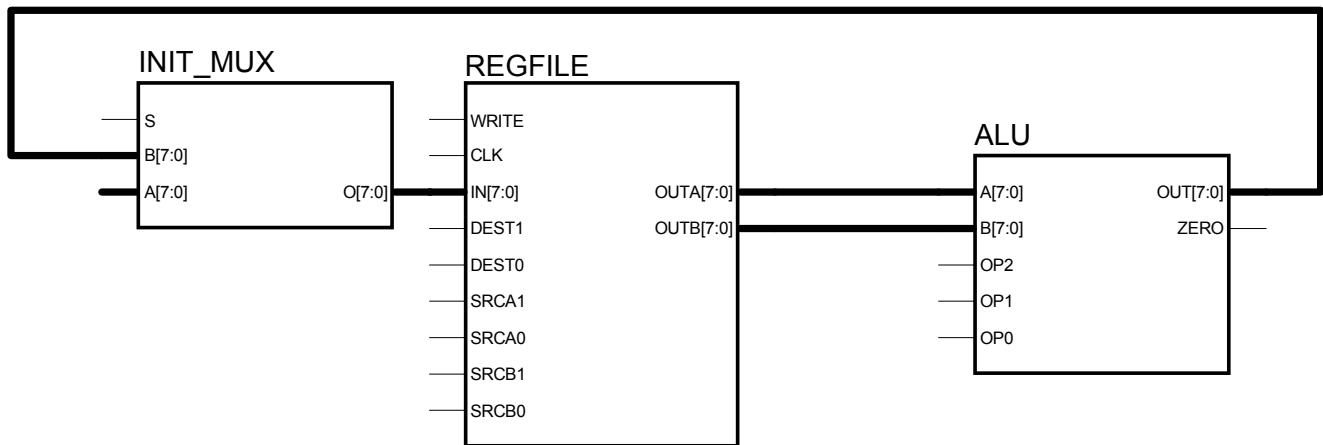 INIT_MUX
S
B[7:0]
A[7:0]
O[7:0]
REGFILE
WRITE
CLK
IN[7:0]
DEST1
DEST0
SRCA1
SRCA0
SRCB1
SRCB0
OUTA[7:0]
OUTB[7:0]
ALU
A[7:0]
B[7:0]
OP2
OP1
OP0
OUT[7:0]
ZERO